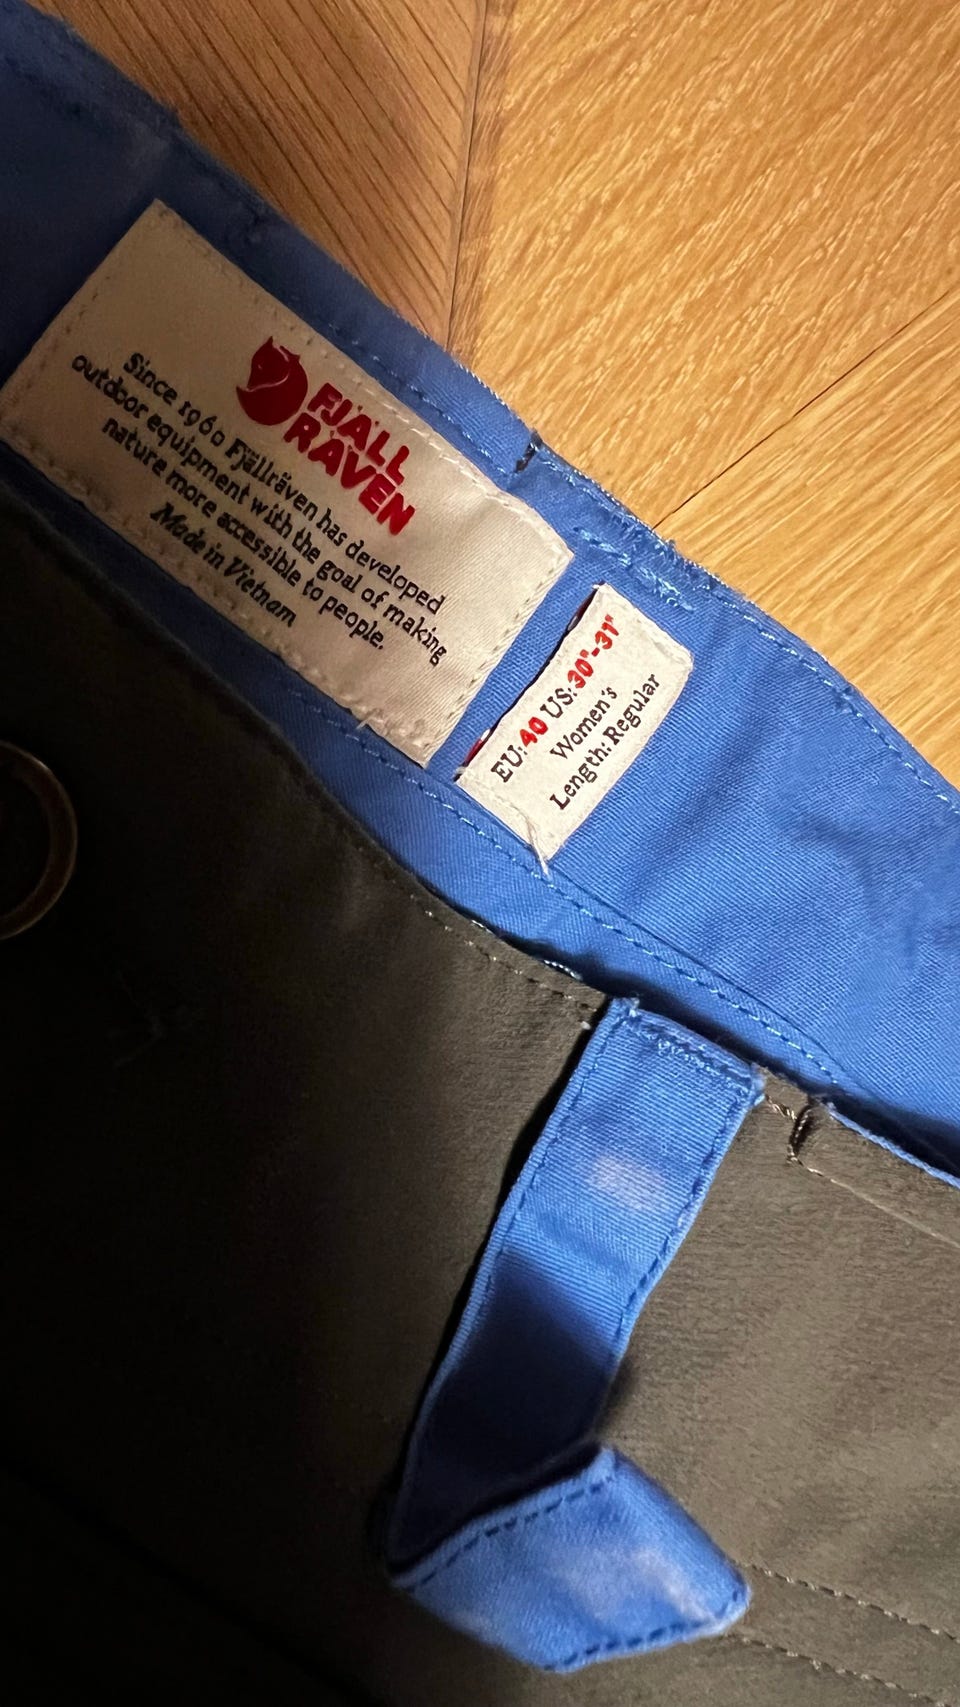 FJÄLL
RÄVEN
Since 1960 Fjällräven has developed
outdoor equipment with the goal of making
nature more accessible to people.
Made in Vietnam
EU: 40 US: 30"-31"
Women's
Length: Regular